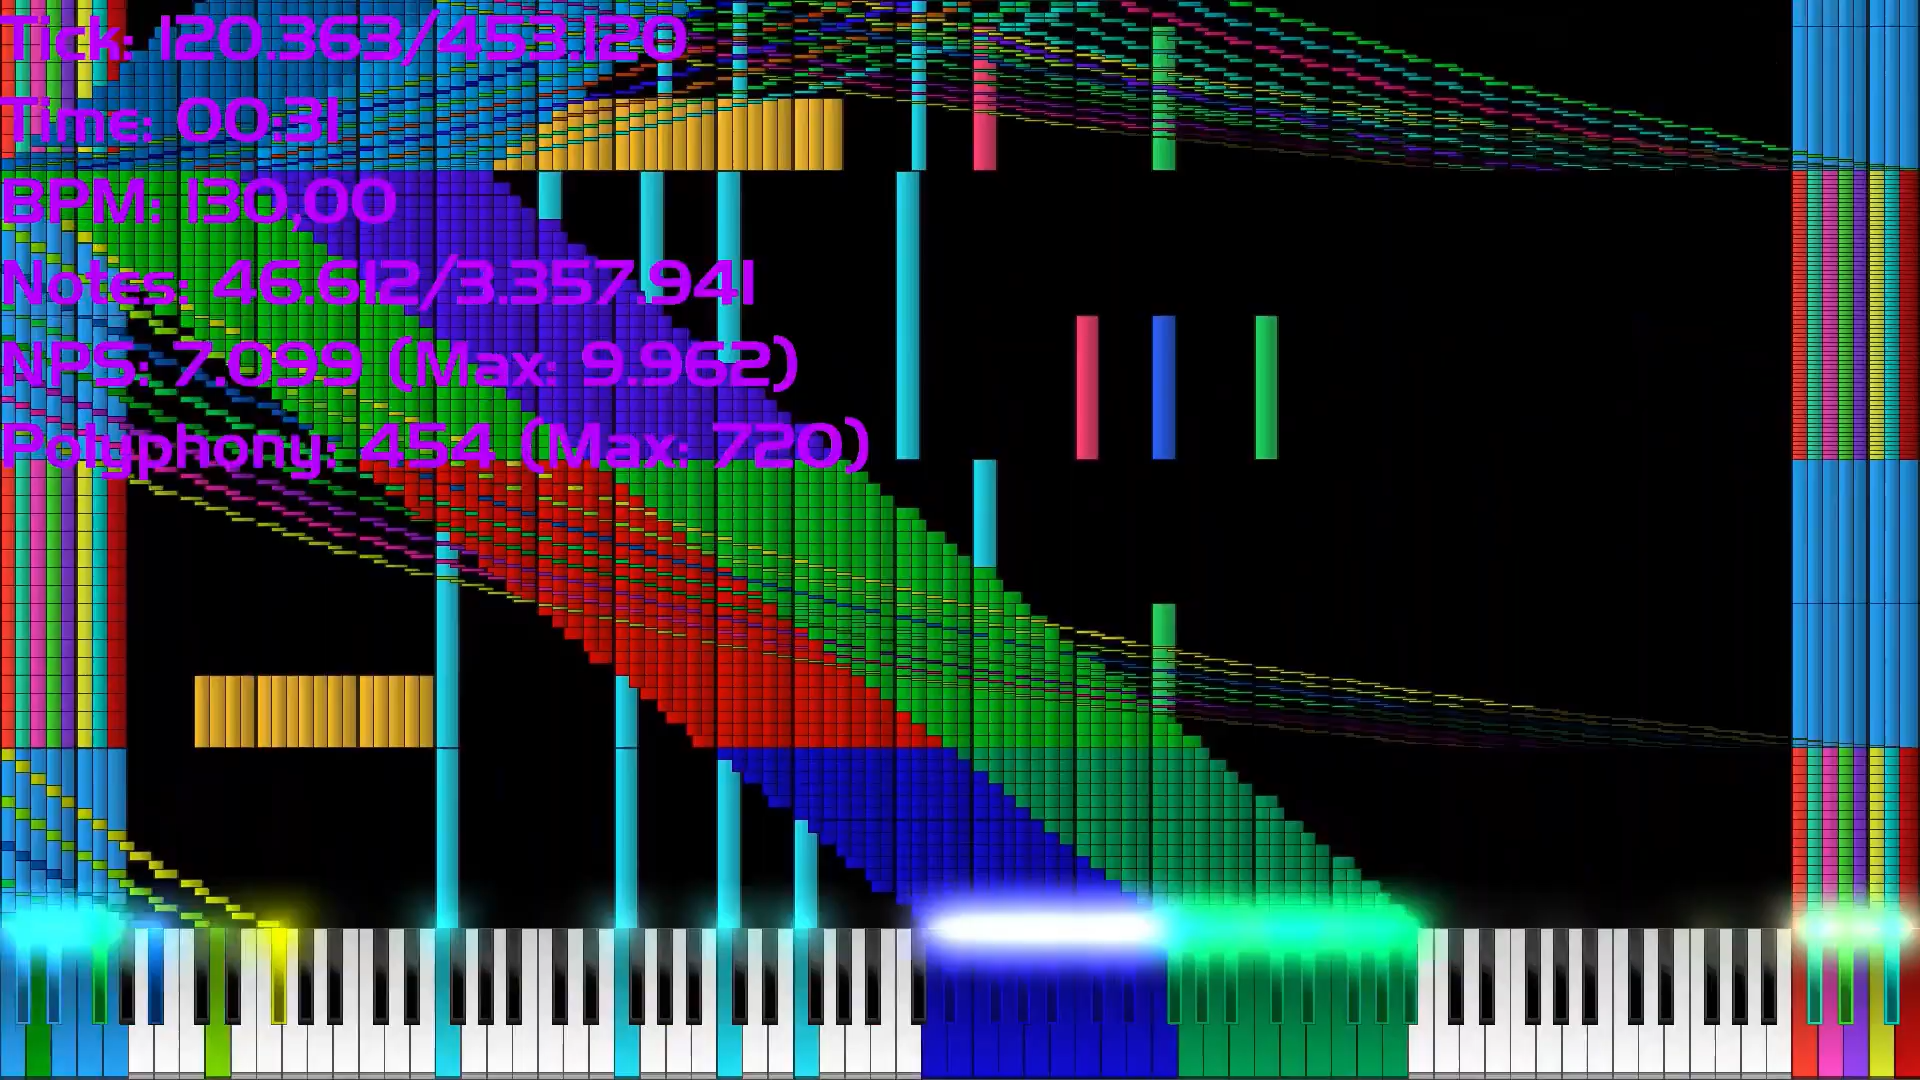 Tick: 120.363/453.120
Time: 00:31
BPM: 130,00
Notes: 46.612/3.357.941
NPS: 7.099 (Max: 9.962)
Polyphony: 454 (Max: 720)